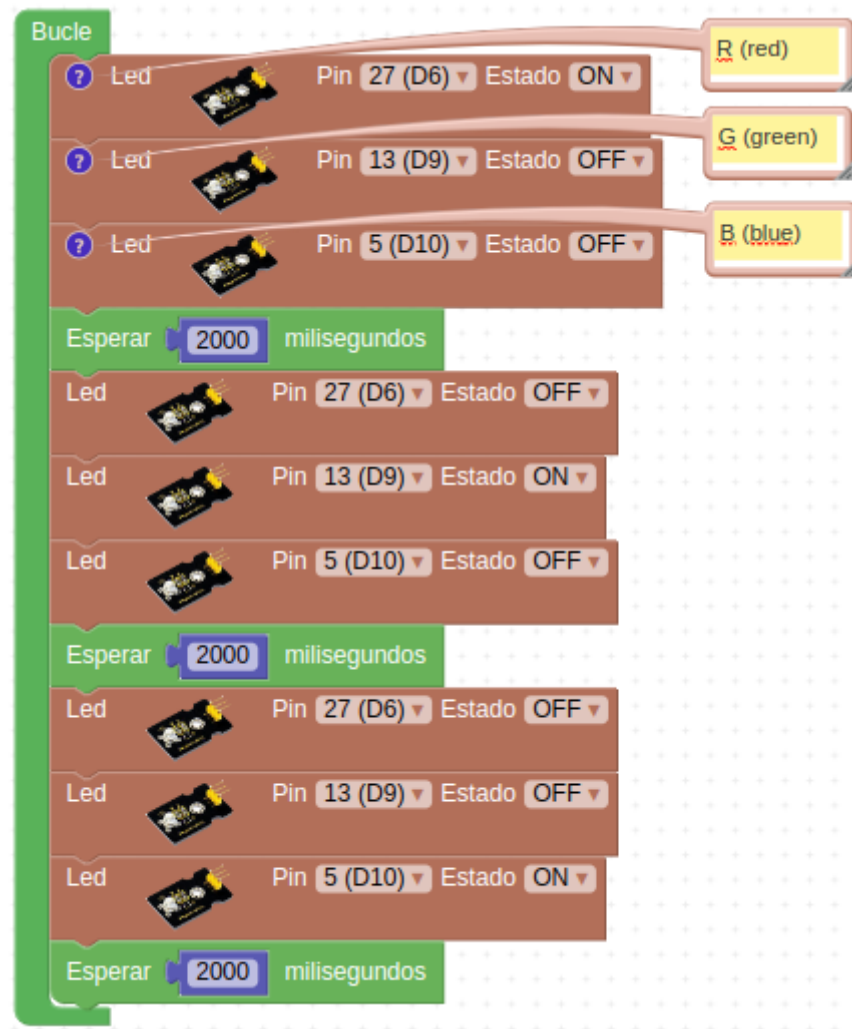 Bucle
? Led Pin 27 (D6) Estado ON
R (red)
? Led Pin 13 (D9) Estado OFF
G (green)
? Led Pin 5 (D10) Estado OFF
B (blue)
Esperar 2000 milisegundos
Led Pin 27 (D6) Estado OFF
Led Pin 13 (D9) Estado ON
Led Pin 5 (D10) Estado OFF
Esperar 2000 milisegundos
Led Pin 27 (D6) Estado OFF
Led Pin 13 (D9) Estado OFF
Led Pin 5 (D10) Estado ON
Esperar 2000 milisegundos